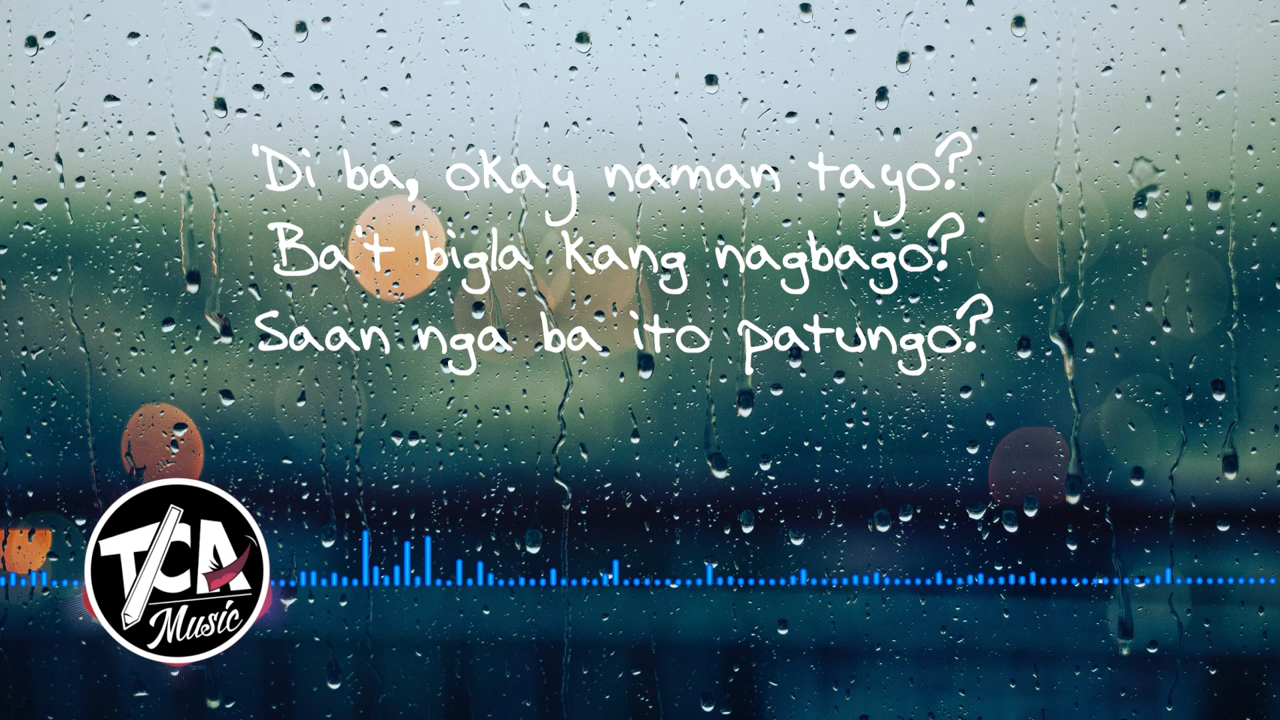 'Di ba, okay naman tayo?
Ba't bigla kang nagbago?
Saan nga ba ito patungo?
TCA
Music